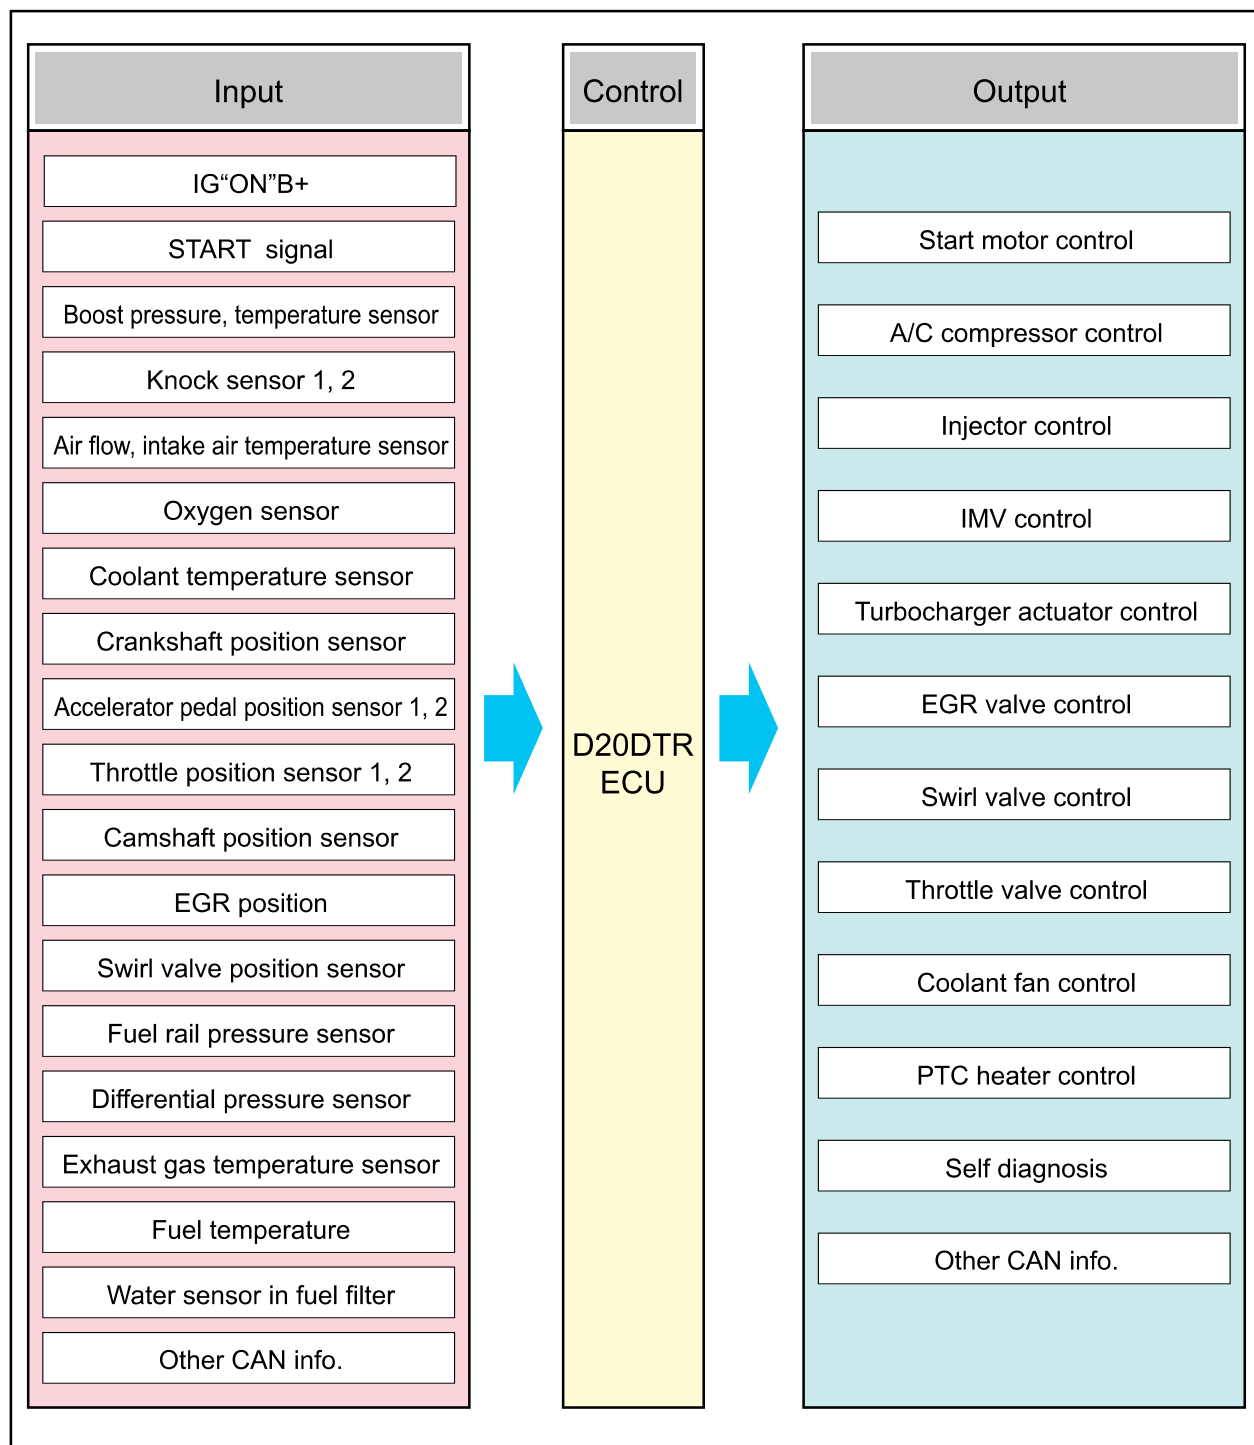 Input
IG“ON”B+
START signal
Boost pressure, temperature sensor
Knock sensor 1, 2
Air flow, intake air temperature sensor
Oxygen sensor
Coolant temperature sensor
Crankshaft position sensor
Accelerator pedal position sensor 1, 2
Throttle position sensor 1, 2
Camshaft position sensor
EGR position
Swirl valve position sensor
Fuel rail pressure sensor
Differential pressure sensor
Exhaust gas temperature sensor
Fuel temperature
Water sensor in fuel filter
Other CAN info.
Control
D20DTR
ECU
Output
Start motor control
A/C compressor control
Injector control
IMV control
Turbocharger actuator control
EGR valve control
Swirl valve control
Throttle valve control
Coolant fan control
PTC heater control
Self diagnosis
Other CAN info.